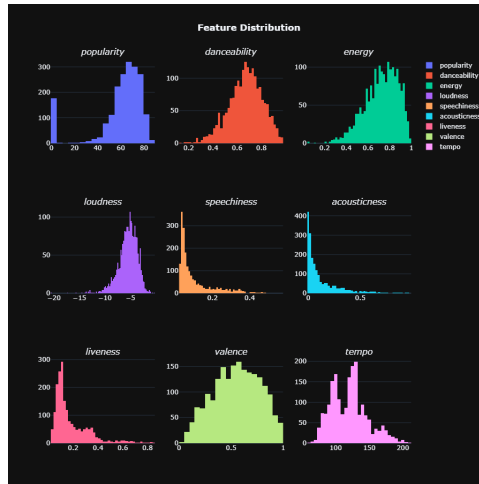 Feature Distribution
popularity danceability energy
300
200
100
0
0 20 40 60 80
100
50
0
0.2 0.4 0.6 0.8
100
50
0
0.2 0.4 0.6 0.8 1
popularity
danceability
energy
loudness
speechiness
acousticness
liveness
valence
tempo
loudness speechiness acousticness
100
50
0
−20 −15 −10 −5
300
200
100
0
0.2 0.4
400
300
200
100
0
0 0.5
liveness valence tempo
300
200
100
0
0.2 0.4 0.6 0.8
150
100
50
0
0 0.5 1
200
150
100
50
0
100 150 200